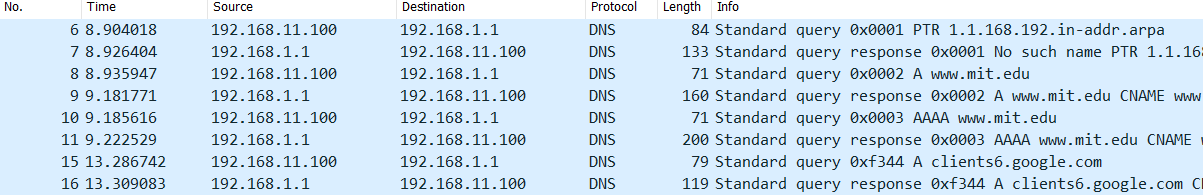 No. Time Source Destination Protocol Length Info
6 8.904018 192.168.11.100 192.168.1.1 DNS 84 Standard query 0x0001 PTR 1.1.168.192.in-addr.arpa
7 8.926404 192.168.1.1 192.168.11.100 DNS 133 Standard query response 0x0001 No such name PTR 1.1.168
8 8.935947 192.168.11.100 192.168.1.1 DNS 71 Standard query 0x0002 A www.mit.edu
9 9.181771 192.168.1.1 192.168.11.100 DNS 160 Standard query response 0x0002 A www.mit.edu CNAME www
10 9.185616 192.168.11.100 192.168.1.1 DNS 71 Standard query 0x0003 AAAA www.mit.edu
11 9.222529 192.168.1.1 192.168.11.100 DNS 200 Standard query response 0x0003 AAAA www.mit.edu CNAME
15 13.286742 192.168.11.100 192.168.1.1 DNS 79 Standard query 0xf344 A clients6.google.com
16 13.309083 192.168.1.1 192.168.11.100 DNS 119 Standard query response 0xf344 A clients6.google.com